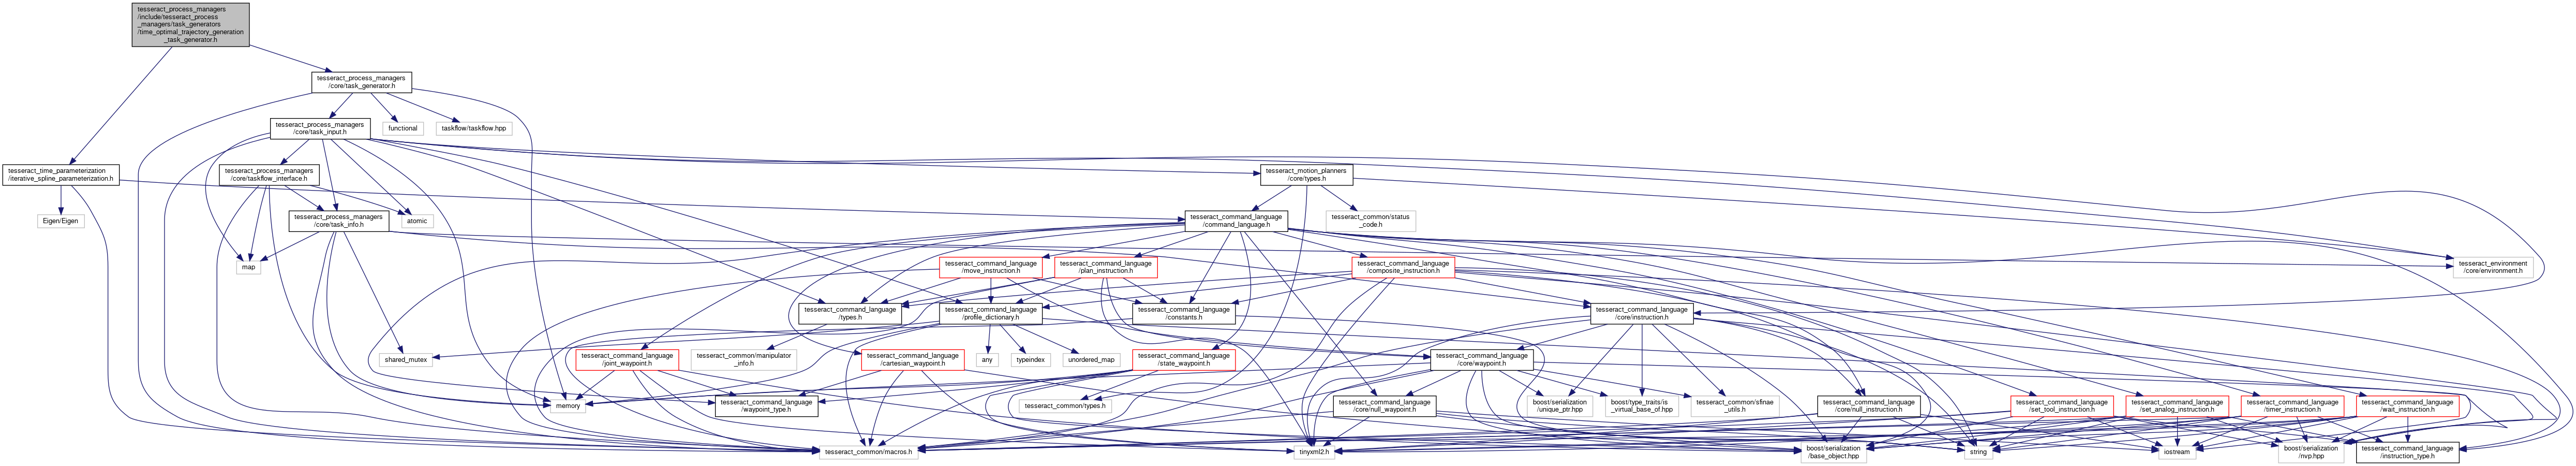 tesseract_process_managers
/include/tesseract_process
_managers/task_generators
/time_optimal_trajectory_generation
_task_generator.h
tesseract_process_managers
/core/task_generator.h
tesseract_process_managers
/core/task_input.h
functional
taskflow/taskflow.hpp
tesseract_time_parameterization
/iterative_spline_parameterization.h
tesseract_process_managers
/core/taskflow_interface.h
tesseract_motion_planners
/core/types.h
Eigen/Eigen
tesseract_process_managers
/core/task_info.h
atomic
tesseract_command_language
/command_language.h
tesseract_common/status
_code.h
map
tesseract_command_language
/move_instruction.h
tesseract_command_language
/plan_instruction.h
tesseract_command_language
/composite_instruction.h
tesseract_environment
/core/environment.h
tesseract_command_language
/types.h
tesseract_command_language
/profile_dictionary.h
tesseract_command_language
/constants.h
tesseract_command_language
/core/instruction.h
shared_mutex
tesseract_command_language
/joint_waypoint.h
tesseract_common/manipulator
_info.h
tesseract_command_language
/cartesian_waypoint.h
any
typeindex
unordered_map
tesseract_command_language
/state_waypoint.h
tesseract_command_language
/core/waypoint.h
memory
tesseract_command_language
/waypoint_type.h
tesseract_common/types.h
tesseract_command_language
/core/null_waypoint.h
boost/serialization
/unique_ptr.hpp
boost/type_traits/is
_virtual_base_of.hpp
tesseract_common/sfinae
_utils.h
tesseract_command_language
/core/null_instruction.h
tesseract_command_language
/set_tool_instruction.h
tesseract_command_language
/set_analog_instruction.h
tesseract_command_language
/timer_instruction.h
tesseract_command_language
/wait_instruction.h
tesseract_common/macros.h
tinyxml2.h
boost/serialization
/base_object.hpp
string
iostream
boost/serialization
/nvp.hpp
tesseract_command_language
/instruction_type.h